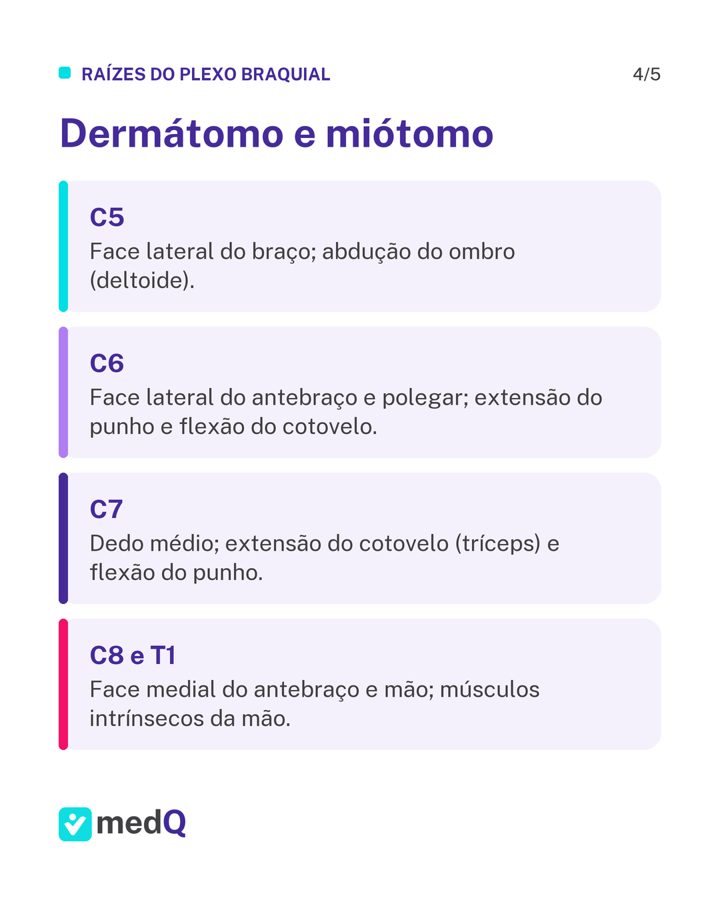 RAÍZES DO PLEXO BRAQUIAL
4/5
Dermátomo e miótomo
C5
Face lateral do braço; abdução do ombro
(deltoide).
C6
Face lateral do antebraço e polegar; extensão do
punho e flexão do cotovelo.
C7
Dedo médio; extensão do cotovelo (tríceps) e
flexão do punho.
C8 e T1
Face medial do antebraço e mão; músculos
intrínsecos da mão.
medQ